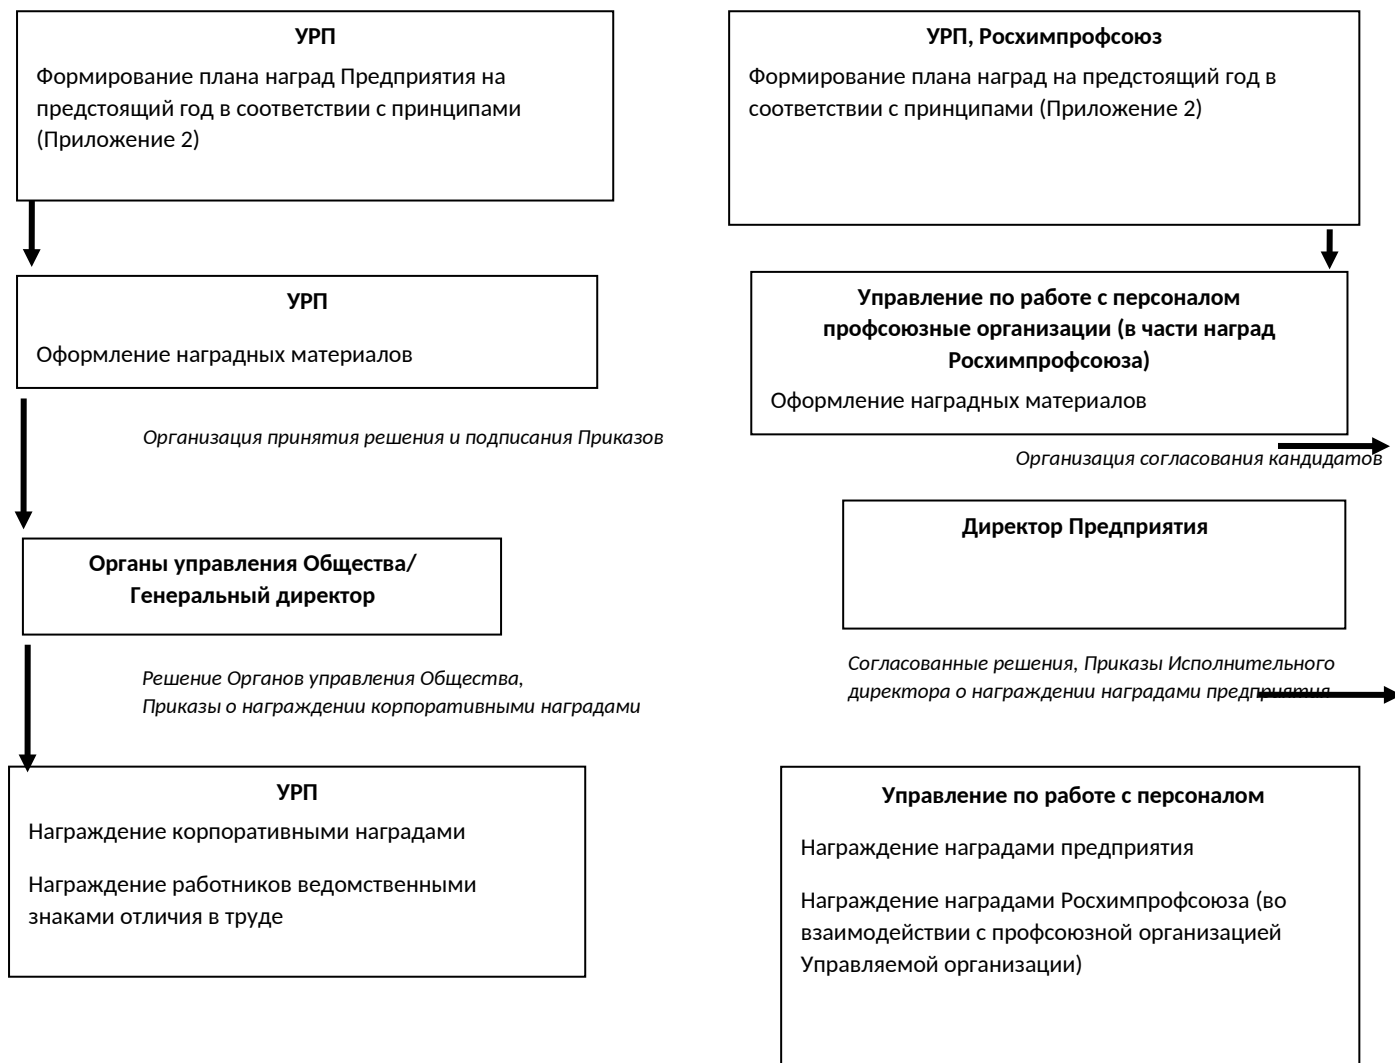 УРП
Формирование плана наград Предприятия на
предстоящий год в соответствии с принципами
(Приложение 2)
УРП
Оформление наградных материалов
Организация принятия решения и подписания Приказов
Органы управления Общества/
Генеральный директор
Решение Органов управления Общества,
Приказы о награждении корпоративными наградами
УРП
Награждение корпоративными наградами
Награждение работников ведомственными
знаками отличия в труде
УРП, Росхимпрофсоюз
Формирование плана наград на предстоящий год в
соответствии с принципами (Приложение 2)
Управление по работе с персоналом
профсоюзные организации (в части наград
Росхимпрофсоюза)
Оформление наградных материалов
Организация согласования кандидатов
Директор Предприятия
Согласованные решения, Приказы Исполнительного
директора о награждении наградами предприятия
Управление по работе с персоналом
Награждение наградами предприятия
Награждение наградами Росхимпрофсоюза (во
взаимодействии с профсоюзной организацией
Управляемой организации)